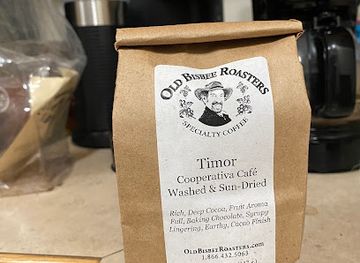 OLD BISBEE ROASTERS
SPECIALTY COFFEE
Timor
Cooperativa Café
Washed & Sun-Dried
Rich, Deep Cocoa, Fruit Aroma
Full, Baking Chocolate, Syrupy
Lingering, Earthy, Cacao Finish
OLDBISBEEROASTERS.COM
1.866.432.5063